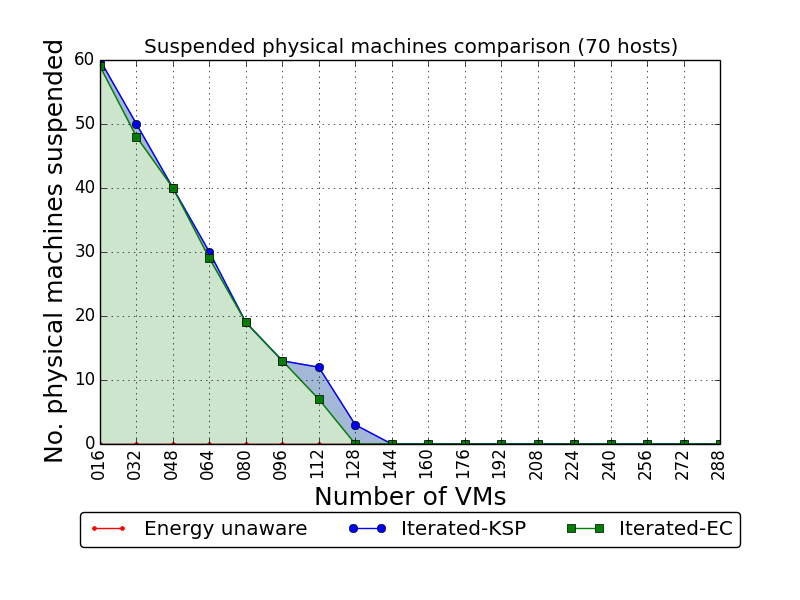 Suspended physical machines comparison (70 hosts)
No. physical machines suspended
60
50
40
30
20
10
0
016 032 048 064 080 096 112 128 144 160 176 192 208 224 240 256 272 288
Number of VMs
Energy unaware Iterated-KSP Iterated-EC